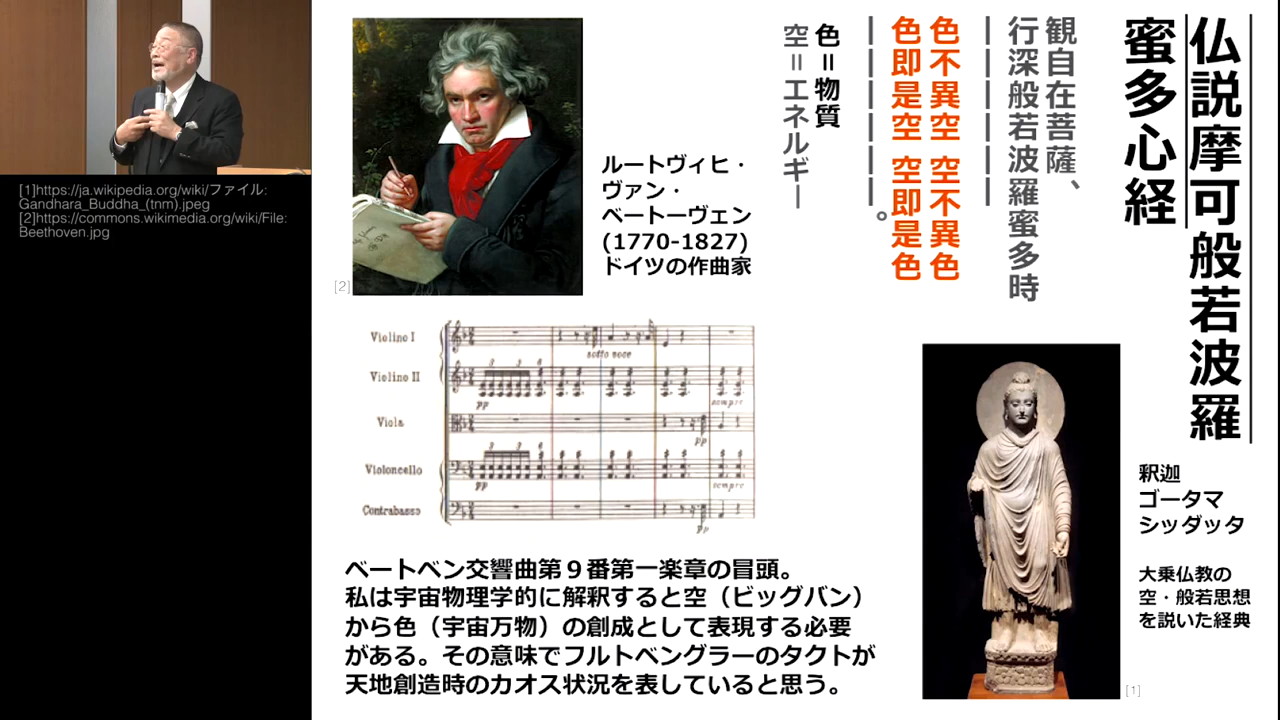 仏説摩可般若波羅
蜜多心経
観自在菩薩、
行深般若波羅蜜多時
色不異空 空不異色
色即是空 空即是色
。
色＝物質
空＝エネルギー
ルートヴィヒ・
ヴァン・
ベートーヴェン
(1770-1827)
ドイツの作曲家
[2]
Violino I
sotto voce
Violino II
3 3 6
pp
sempre
Viola
pp
Violoncello
3 3 6
pp
sempre
Contrabasso
pp
ベートベン交響曲第９番第一楽章の冒頭。
私は宇宙物理学的に解釈すると空（ビッグバン）
から色（宇宙万物）の創成として表現する必要
がある。その意味でフルトベングラーのタクトが
天地創造時のカオス状況を表していると思う。
釈迦
ゴータマ
シッダッタ
大乗仏教の
空・般若思想
を説いた経典
[1]
[1]https://ja.wikipedia.org/wiki/ファイル:
Gandhara_Buddha_(tnm).jpeg
[2]https://commons.wikimedia.org/wiki/File:
Beethoven.jpg